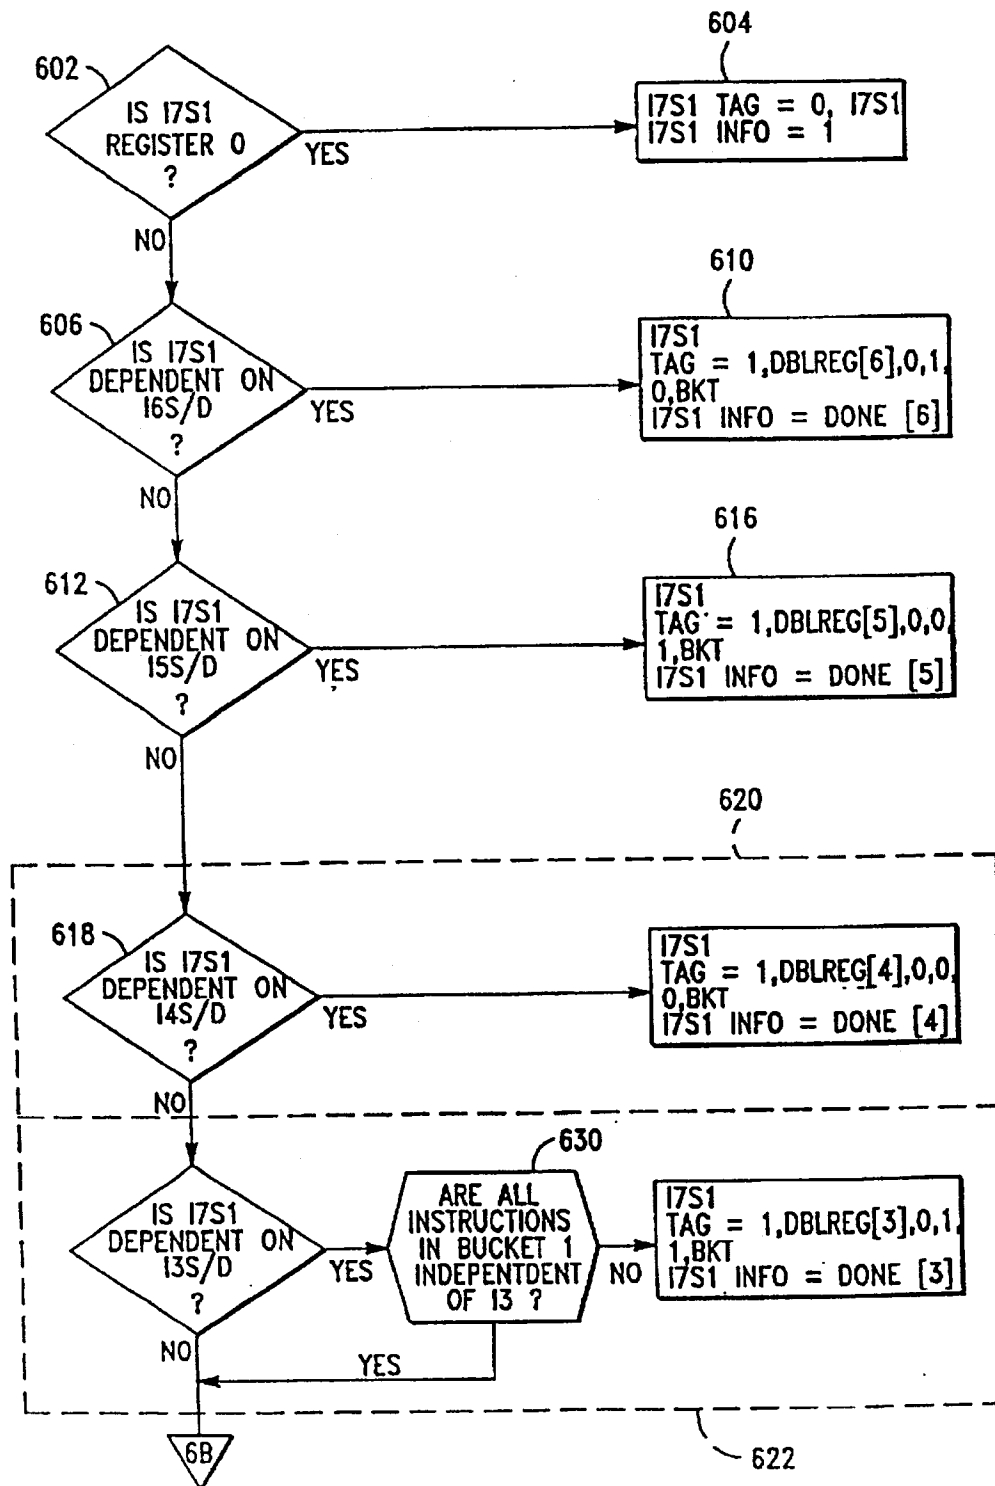 602
IS I7S1
REGISTER 0
?
YES
NO
604
I7S1 TAG = 0, I7S1
I7S1 INFO = 1
606
IS I7S1
DEPENDENT ON
I6S/D
?
YES
NO
610
I7S1
TAG = 1,DBLREG[6],0,1,
0,BKT
I7S1 INFO = DONE [6]
612
IS I7S1
DEPENDENT ON
I5S/D
?
YES
NO
616
I7S1
TAG = 1,DBLREG[5],0,0,
1,BKT
I7S1 INFO = DONE [5]
620
618
IS I7S1
DEPENDENT ON
I4S/D
?
YES
NO
I7S1
TAG = 1,DBLREG[4],0,0,
0,BKT
I7S1 INFO = DONE [4]
IS I7S1
DEPENDENT ON
I3S/D
?
YES
NO
630
ARE ALL
INSTRUCTIONS
IN BUCKET 1
INDEPENTDENT
OF I3 ?
NO
YES
I7S1
TAG = 1,DBLREG[3],0,1,
1,BKT
I7S1 INFO = DONE [3]
6B
622